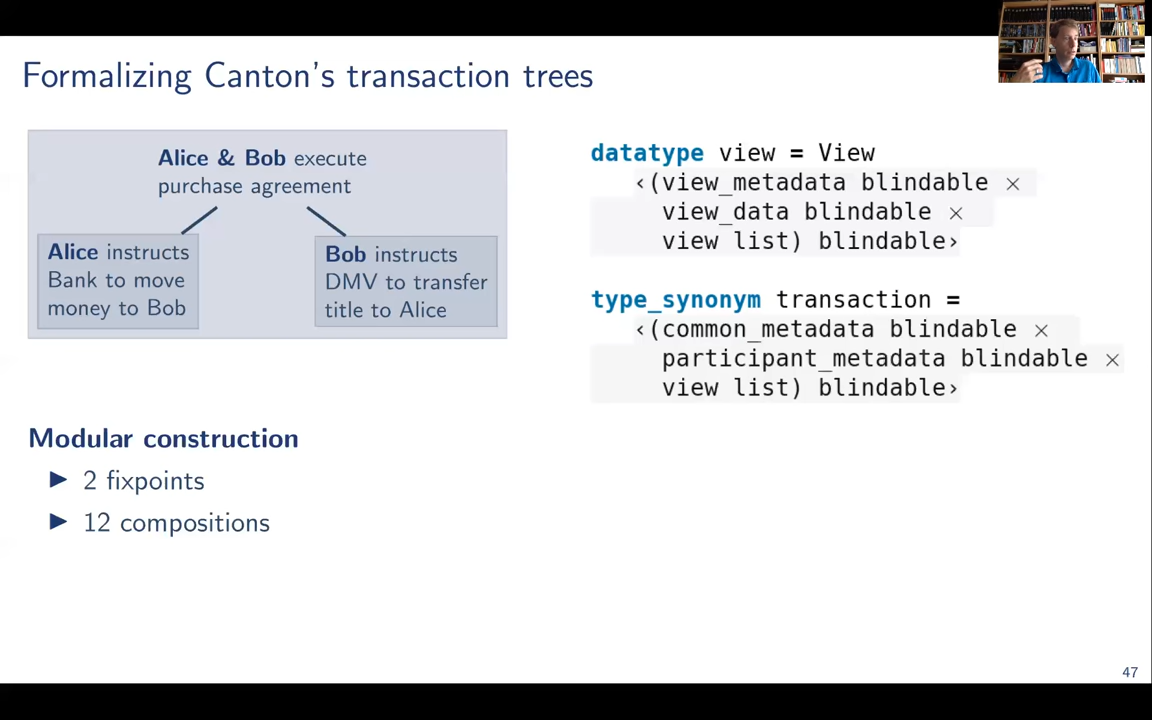 Formalizing Canton's transaction trees
Alice & Bob execute
purchase agreement
Alice instructs
Bank to move
money to Bob
Bob instructs
DMV to transfer
title to Alice
datatype view = View
‹(view_metadata blindable ×
view_data blindable ×
view list) blindable›
type_synonym transaction =
‹(common_metadata blindable ×
participant_metadata blindable ×
view list) blindable›
Modular construction
▶ 2 fixpoints
▶ 12 compositions
47